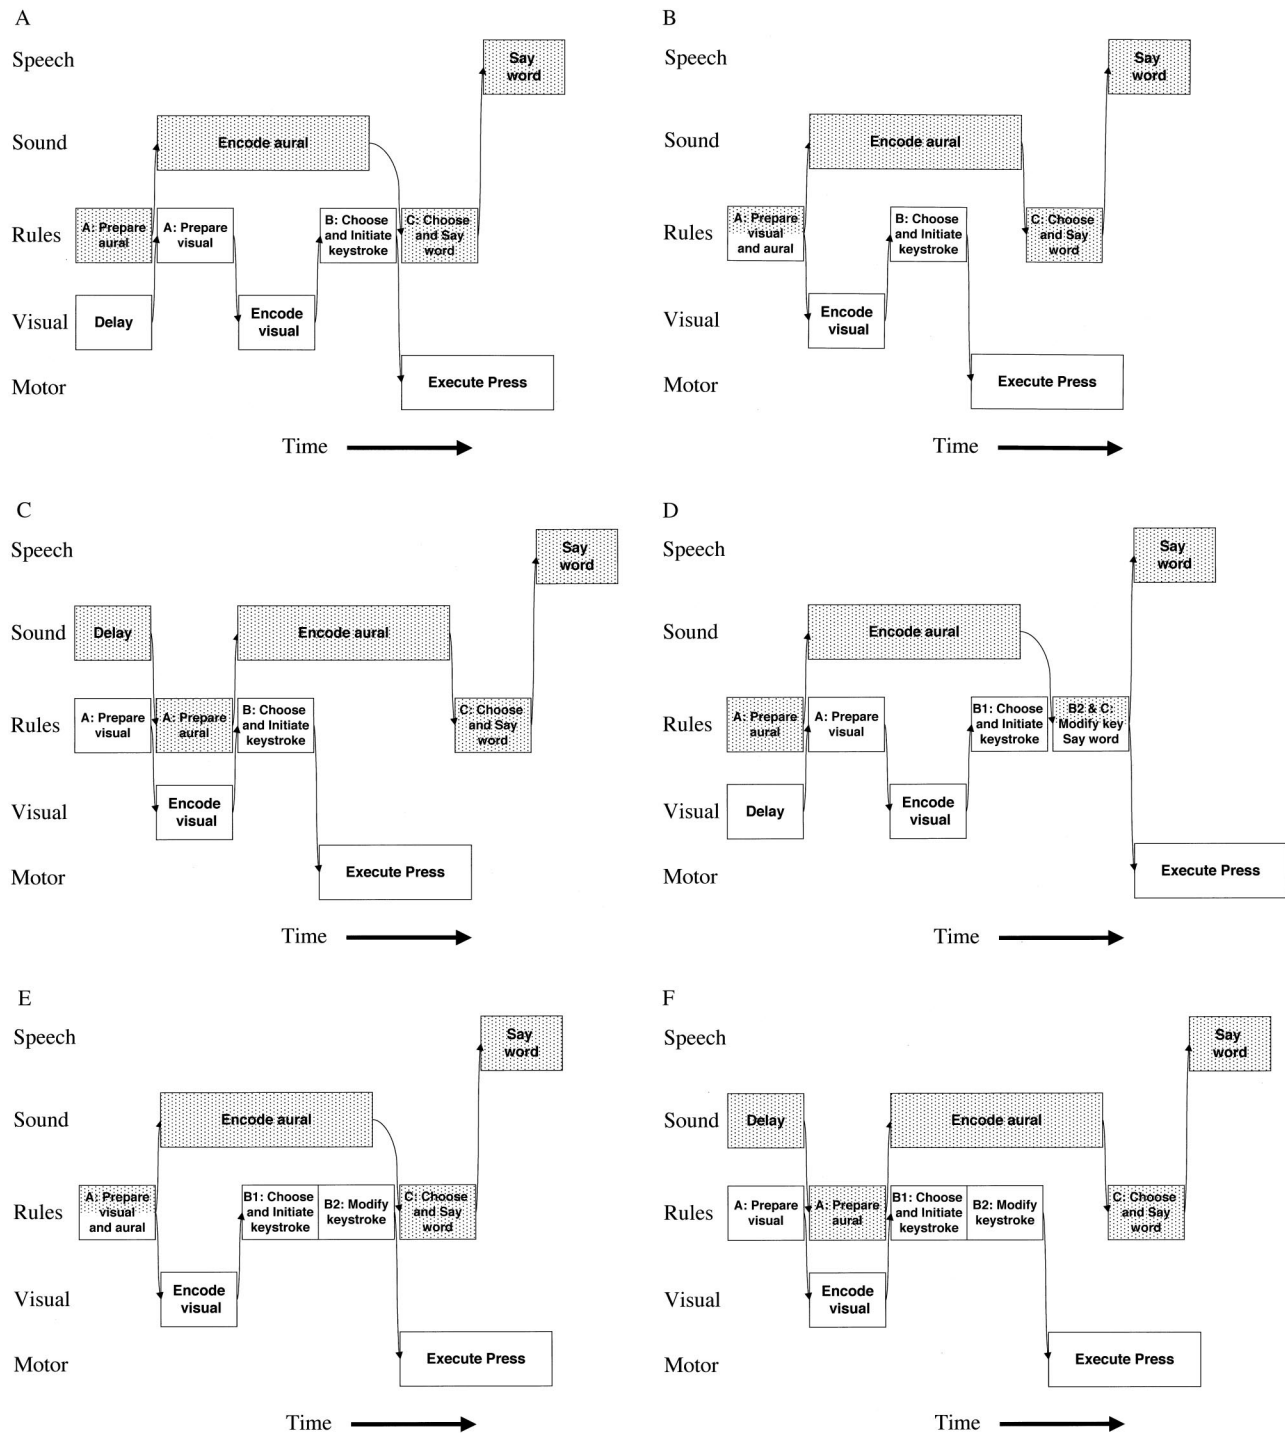 A
Speech
Say
word
Sound
Encode aural
Rules
A: Prepare
aural
A: Prepare
visual
B: Choose
and Initiate
keystroke
C: Choose
and Say
word
Visual
Delay
Encode
visual
Motor
Execute Press
Time
B
Speech
Say
word
Sound
Encode aural
Rules
A: Prepare
visual
and aural
B: Choose
and Initiate
keystroke
C: Choose
and Say
word
Visual
Encode
visual
Motor
Execute Press
Time
C
Speech
Say
word
Sound
Delay
Encode aural
Rules
A: Prepare
visual
A: Prepare
aural
B: Choose
and Initiate
keystroke
C: Choose
and Say
word
Visual
Encode
visual
Motor
Execute Press
Time
D
Speech
Say
word
Sound
Encode aural
Rules
A: Prepare
aural
A: Prepare
visual
B1: Choose
and Initiate
keystroke
B2 & C:
Modify key
Say word
Visual
Delay
Encode
visual
Motor
Execute Press
Time
E
Speech
Say
word
Sound
Encode aural
Rules
A: Prepare
visual
and aural
B1: Choose
and Initiate
keystroke
B2: Modify
keystroke
C: Choose
and Say
word
Visual
Encode
visual
Motor
Execute Press
Time
F
Speech
Say
word
Sound
Delay
Encode aural
Rules
A: Prepare
visual
A: Prepare
aural
B1: Choose
and Initiate
keystroke
B2: Modify
keystroke
C: Choose
and Say
word
Visual
Encode
visual
Motor
Execute Press
Time